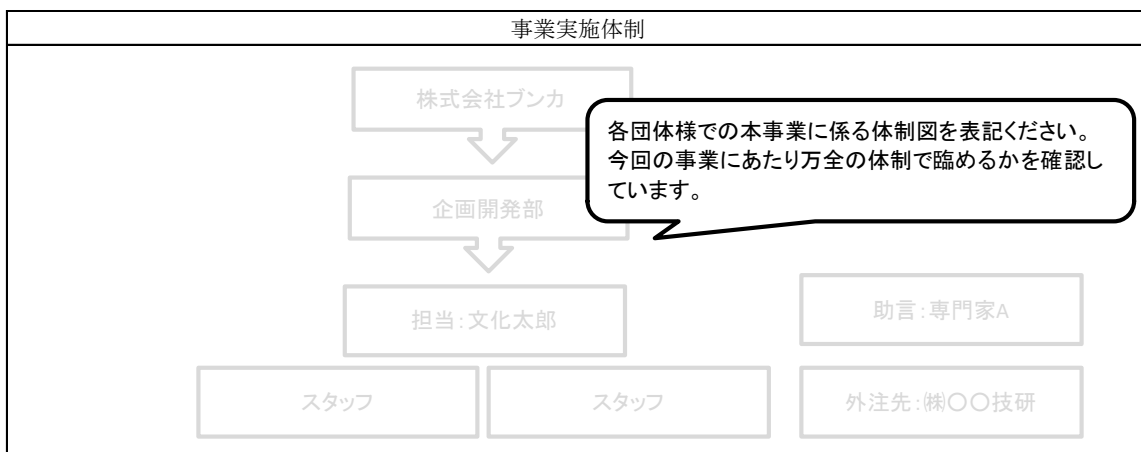 事業実施体制
株式会社ブンカ
各団体様での本事業に係る体制図を表記ください。
今回の事業にあたり万全の体制で臨めるかを確認し
ています。
企画開発部
担当:文化太郎
助言:専門家A
スタッフ
スタッフ
外注先:㈱〇〇技研